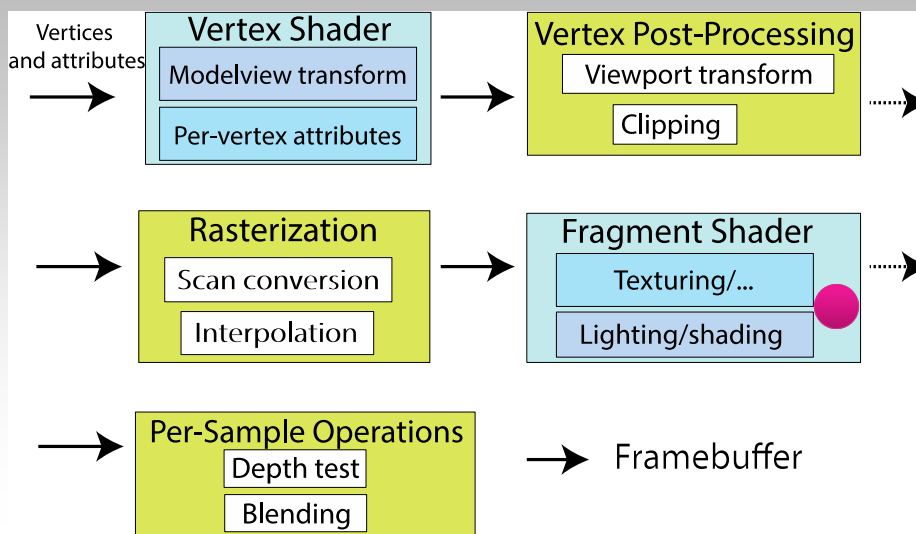 Vertices
and attributes
Vertex Shader
Modelview transform
Per-vertex attributes
Vertex Post-Processing
Viewport transform
Clipping
Rasterization
Scan conversion
Interpolation
Fragment Shader
Texturing/...
Lighting/shading
Per-Sample Operations
Depth test
Blending
Framebuffer